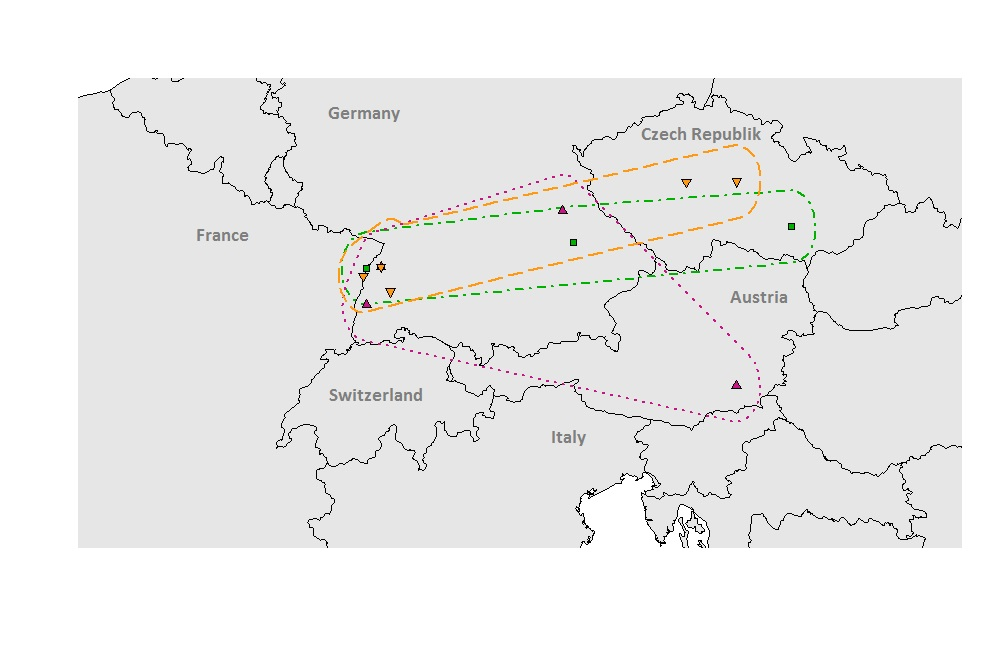 Germany
Czech Republik
France
Austria
Switzerland
Italy